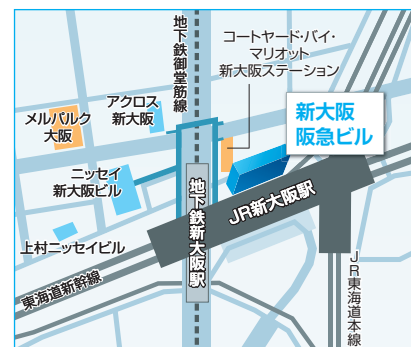 地下鉄御堂筋線
コートヤード・バイ・
マリオット
新大阪ステーション
アクロス
新大阪
メルパルク
大阪
新大阪
阪急ビル
ニッセイ
新大阪ビル
地下鉄新大阪駅
JR新大阪駅
上村ニッセイビル
東海道新幹線
JR東海道本線